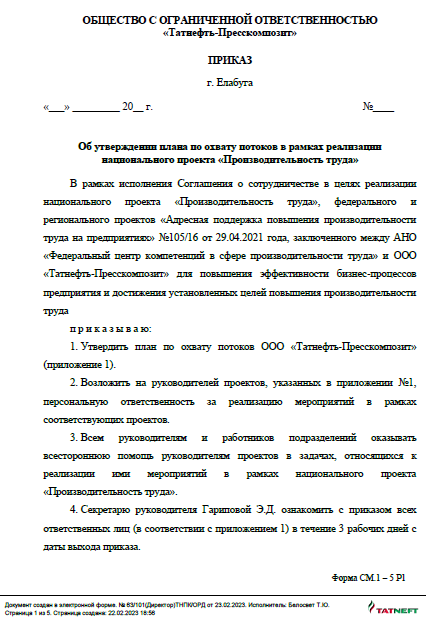 ОБЩЕСТВО С ОГРАНИЧЕННОЙ ОТВЕТСТВЕННОСТЬЮ
«Татнефть-Пресскомпозит»
ПРИКАЗ
г. Елабуга
«___» __________ 20__ г.
№____
Об утверждении плана по охвату потоков в рамках реализации
национального проекта «Производительность труда»
В рамках исполнения Соглашения о сотрудничестве в целях реализации
национального проекта «Производительность труда», федерального и
регионального проектов «Адресная поддержка повышения производительности
труда на предприятиях» №105/16 от 29.04.2021 года, заключенного между АНО
«Федеральный центр компетенций в сфере производительности труда» и ООО
«Татнефть-Пресскомпозит» для повышения эффективности бизнес-процессов
предприятия и достижения установленных целей повышения производительности
труда
приказываю:
1. Утвердить план по охвату потоков ООО «Татнефть-Пресскомпозит»
(приложение 1).
2. Возложить на руководителей проектов, указанных в приложении №1,
персональную ответственность за реализацию мероприятий в рамках
соответствующих проектов.
3. Всем руководителям и работников подразделений оказывать
всестороннюю помощь руководителям проектов в задачах, относящихся к
реализации ими мероприятий в рамках национального проекта
«Производительность труда».
4. Секретарю руководителя Гариповой Э.Д. ознакомить с приказом всех
ответственных лиц (в соответствии с приложением 1) в течение 3 рабочих дней с
даты выхода приказа.
Форма СМ.1 – 5 Р1
Документ создан в электронной форме. № 63/101(Директор)ТНПК/ОРД от 23.02.2023. Исполнитель: Белосвет Т.Ю.
Страница 1 из 5. Страница создана: 22.02.2023 18:56
TATNEFT